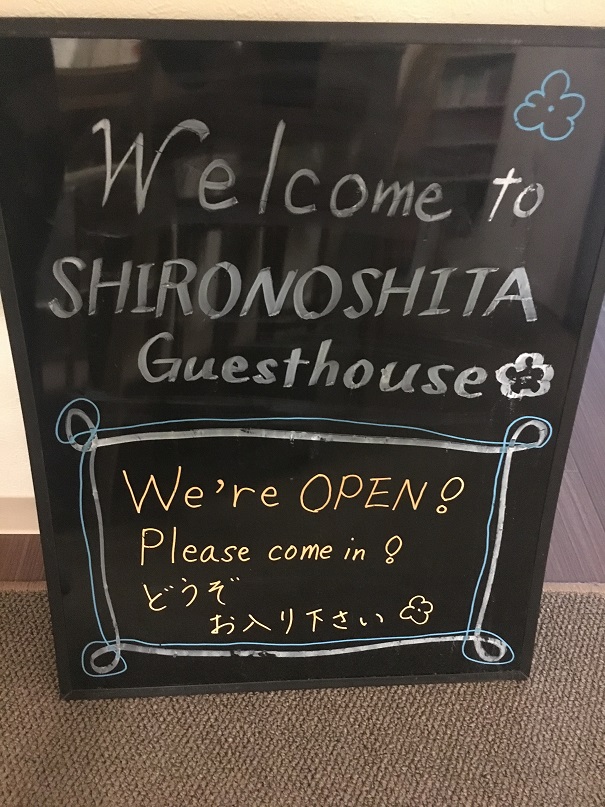 Welcome to
SHIRONOSHITA
Guesthouse
We're OPEN!
Please come in!
どうぞ
お入り下さい